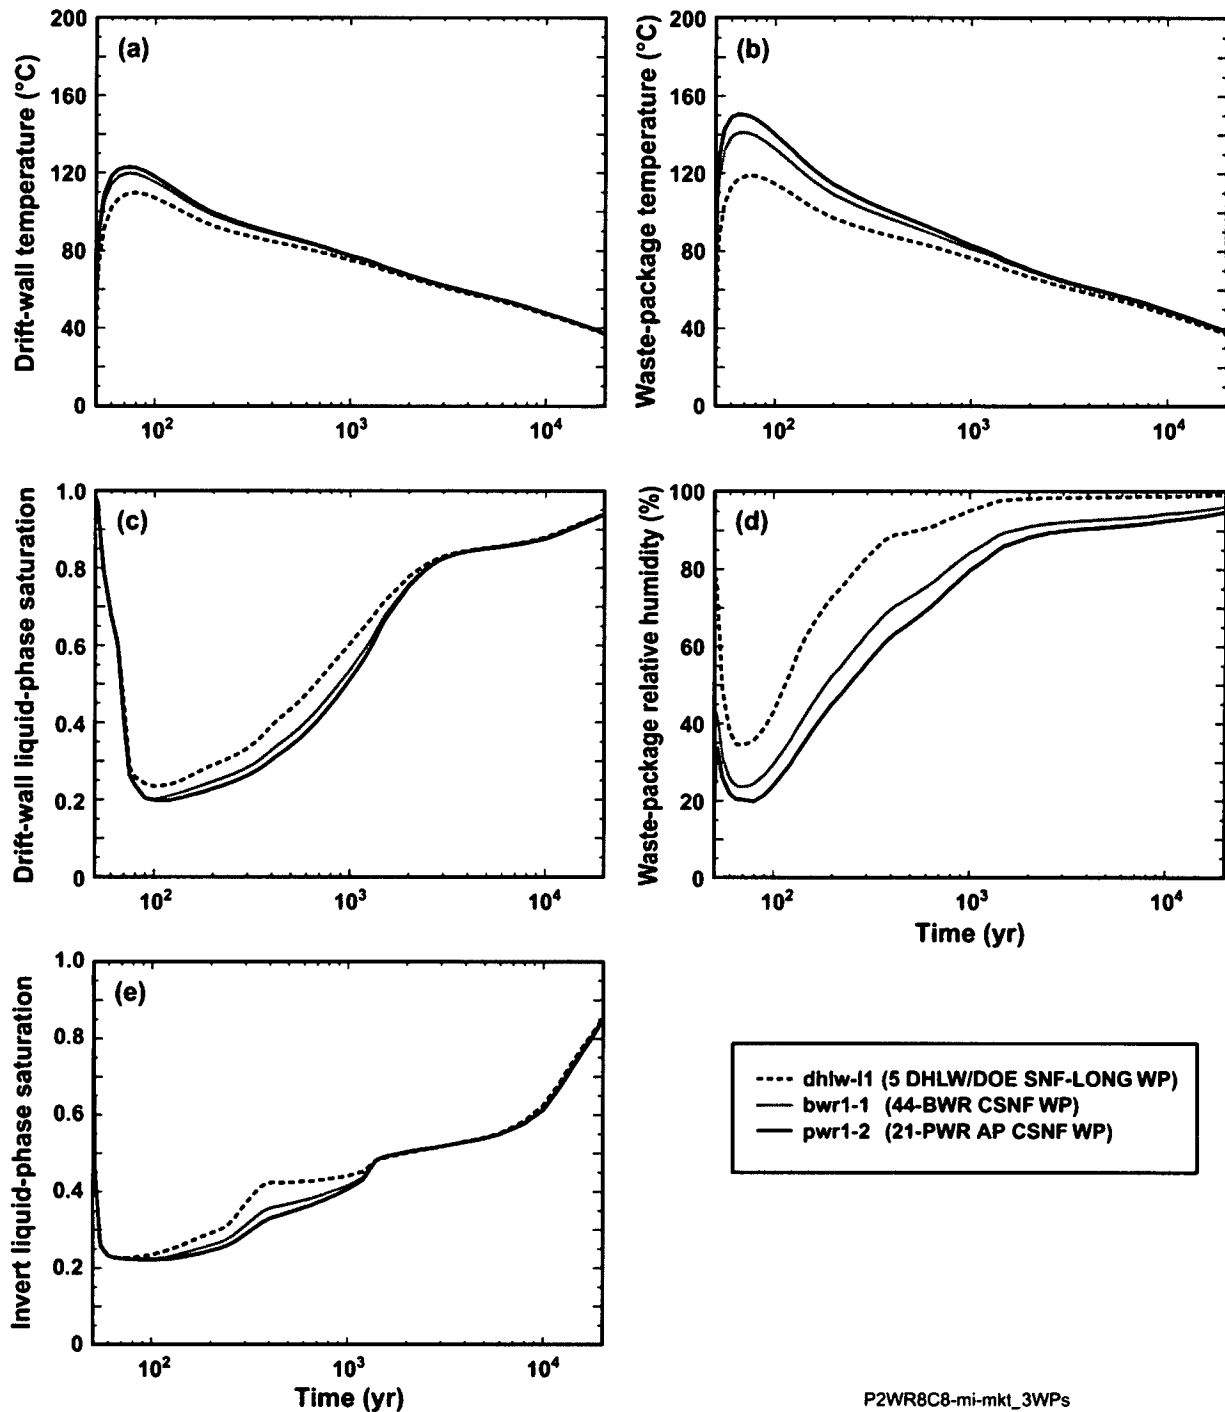 (a)
Drift-wall temperature (°C)
200
160
120
80
40
0
10²
10³
10⁴
(b)
Waste-package temperature (°C)
200
160
120
80
40
0
10²
10³
10⁴
(c)
Drift-wall liquid-phase saturation
1.0
0.8
0.6
0.4
0.2
0
10²
10³
10⁴
(d)
Waste-package relative humidity (%)
100
80
60
40
20
0
10²
10³
10⁴
Time (yr)
(e)
Invert liquid-phase saturation
1.0
0.8
0.6
0.4
0.2
0
10²
10³
10⁴
Time (yr)
dhlw-l1 (5 DHLW/DOE SNF-LONG WP)
bwr1-1 (44-BWR CSNF WP)
pwr1-2 (21-PWR AP CSNF WP)
P2WR8C8-mi-mkt_3WPs